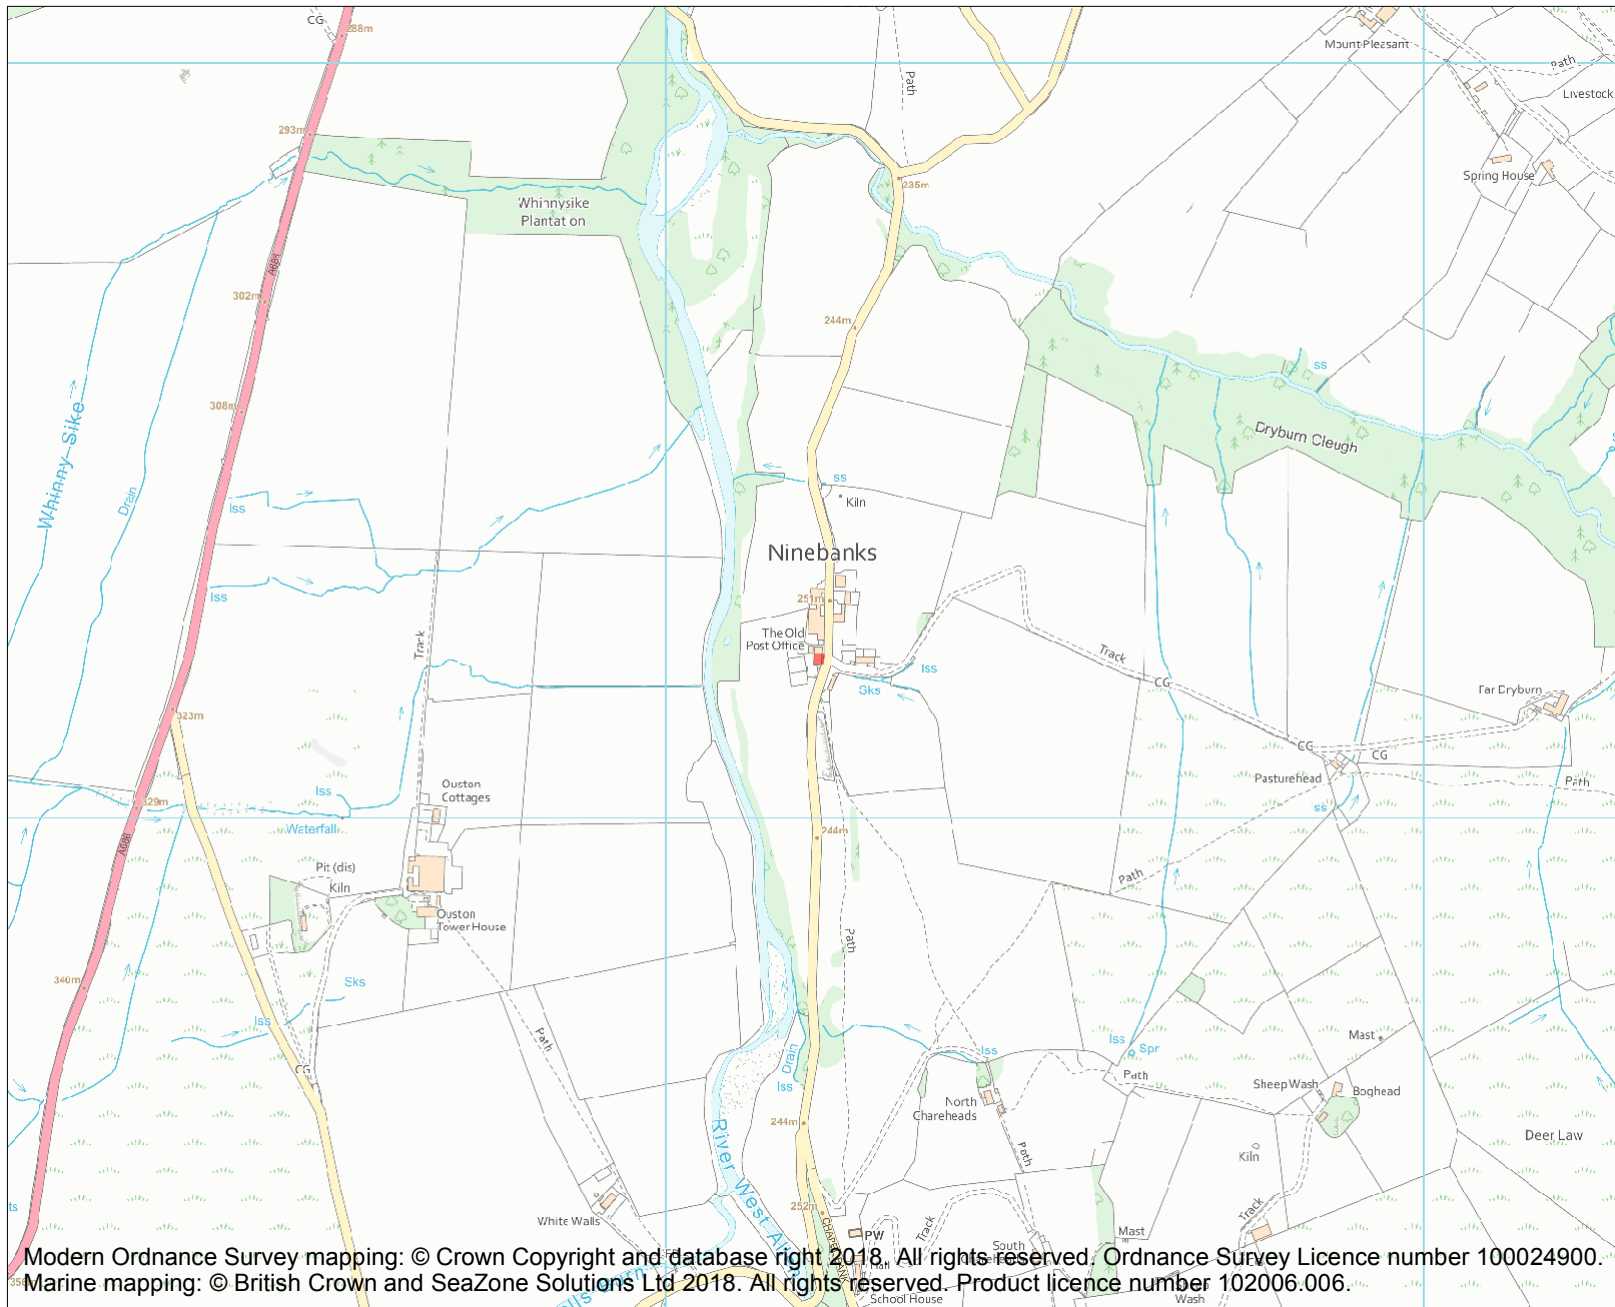 CG
288m
Mount Pleasant
Path
Path
Livestock
293m
235m
Spring House
Whinnysike
Plantation
A686
302m
244m
ss
308m
Dryburn Cleugh
Whinny Sike
Drain
Iss
ss
Kiln
Ninebanks
Iss
251m
The Old
Post Office
Track
Iss
Sks
Track
CG
Far Dryburn
323m
CG
CG
Pasturehead
Path
Iss
Ouston
Cottages
329m
Waterfall
ss
A686
244m
Pit (dis)
Kiln
Path
Ouston
Tower House
Path
340m
Sks
Iss
Path
Drain
Iss
Iss
Spr
Mast
CG
Iss
Path
Sheep Wash
Boghead
North
Chareheads
244m
River West Allen
Path
Deer Law
Kiln
252m
White Walls
Track
Track
PW
Mast
South
Hall
School House
Wash
Modern Ordnance Survey mapping: © Crown Copyright and database right 2018. All rights reserved. Ordnance Survey Licence number 100024900.
Marine mapping: © British Crown and SeaZone Solutions Ltd 2018. All rights reserved. Product licence number 102006.006.